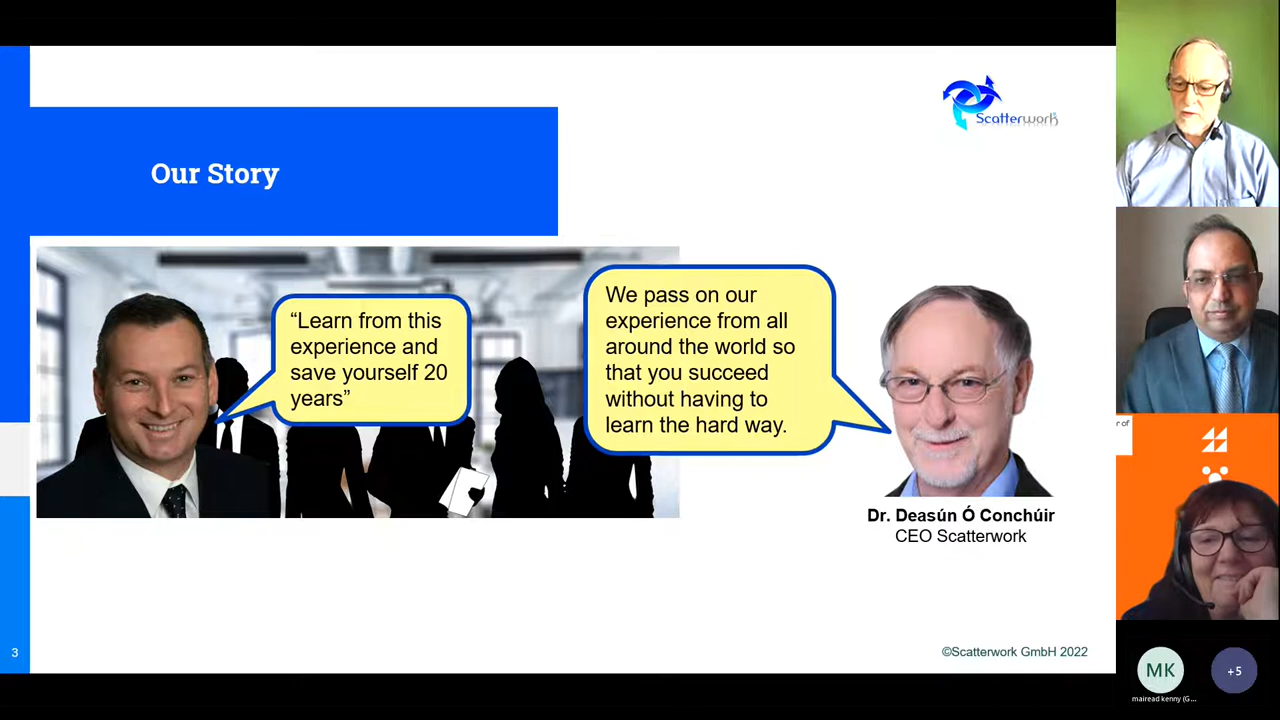 Scatterwork
Our Story
“Learn from this
experience and
save yourself 20
years”
We pass on our
experience from all
around the world so
that you succeed
without having to
learn the hard way.
Dr. Deasún Ó Conchúir
CEO Scatterwork
3
©Scatterwork GmbH 2022
of
MK
+5
mairead kenny (G...